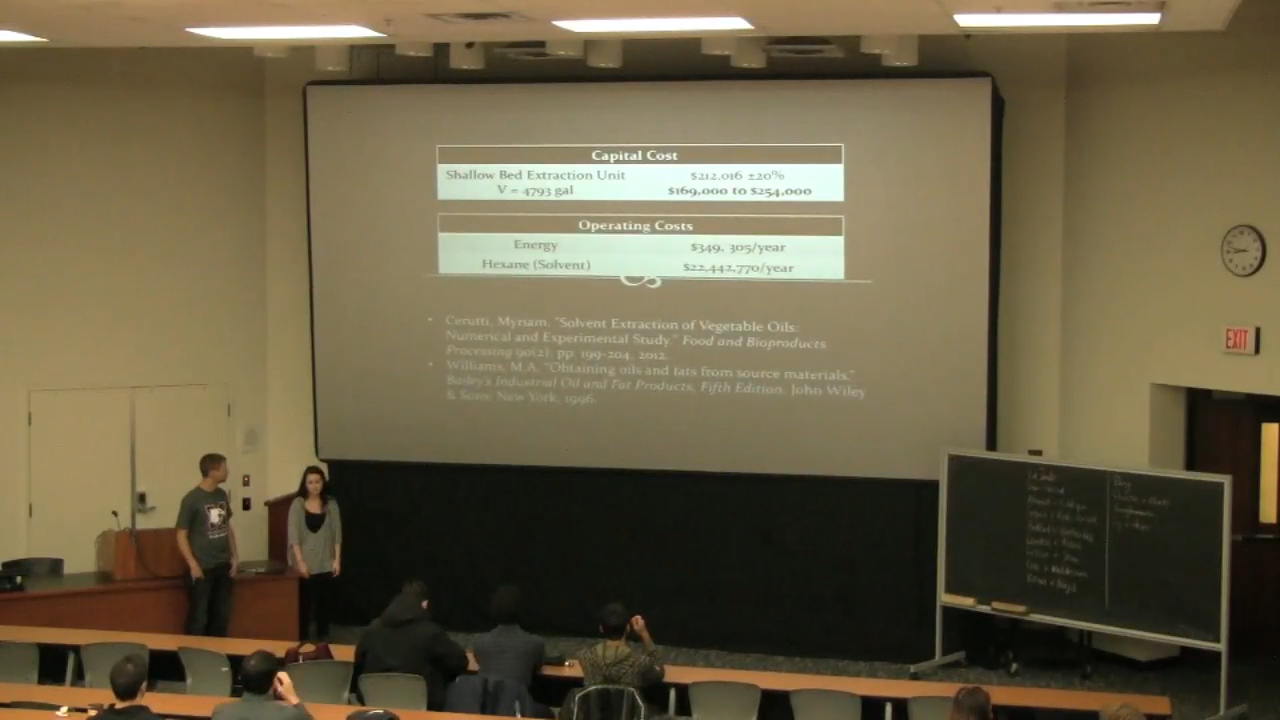 Capital Cost
Shallow Bed Extraction Unit $212,016 ±20%
V = 4793 gal $169,000 to $254,000
Operating Costs
Energy $349, 305/year
Hexane (Solvent) $22,442,770/year
• Cerutti, Myriam. "Solvent Extraction of Vegetable Oils:
Numerical and Experimental Study." Food and Bioproducts
Processing 90(2): pp. 199-204, 2012.
• Williams, M.A. "Obtaining oils and fats from source materials,"
Bailey's Industrial Oil and Fat Products, Fifth Edition. John Wiley
& Sons: New York, 1996.
EXIT